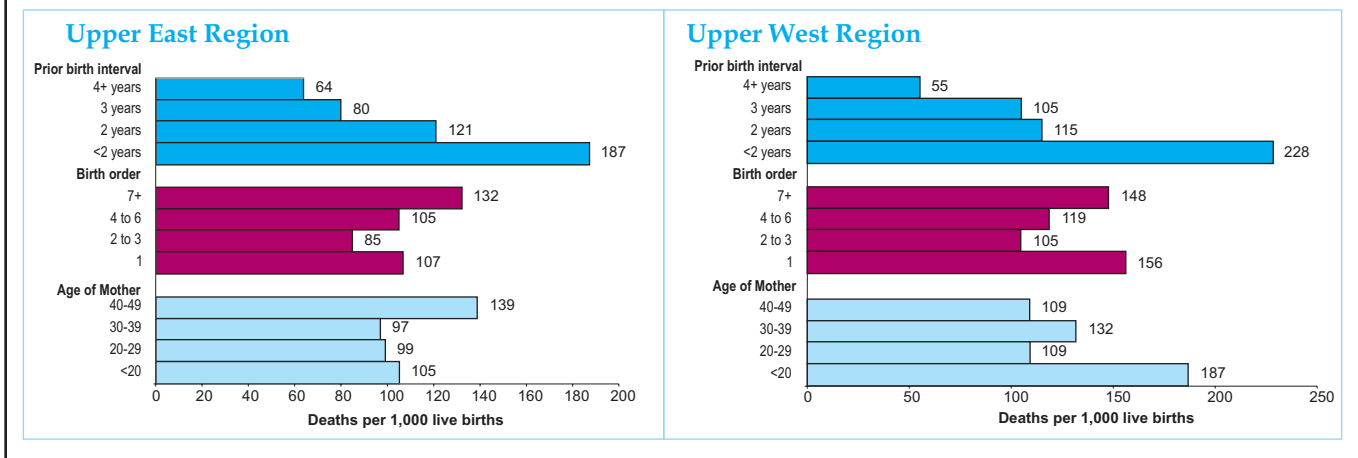 Upper East Region
Prior birth interval
4+ years 64
3 years 80
2 years 121
<2 years 187
Birth order
7+ 132
4 to 6 105
2 to 3 85
1 107
Age of Mother
40-49 139
30-39 97
20-29 99
<20 105
0 20 40 60 80 100 120 140 160 180 200
Deaths per 1,000 live births
Upper West Region
Prior birth interval
4+ years 55
3 years 105
2 years 115
<2 years 228
Birth order
7+ 148
4 to 6 119
2 to 3 105
1 156
Age of Mother
40-49 109
30-39 132
20-29 109
<20 187
0 50 100 150 200 250
Deaths per 1,000 live births